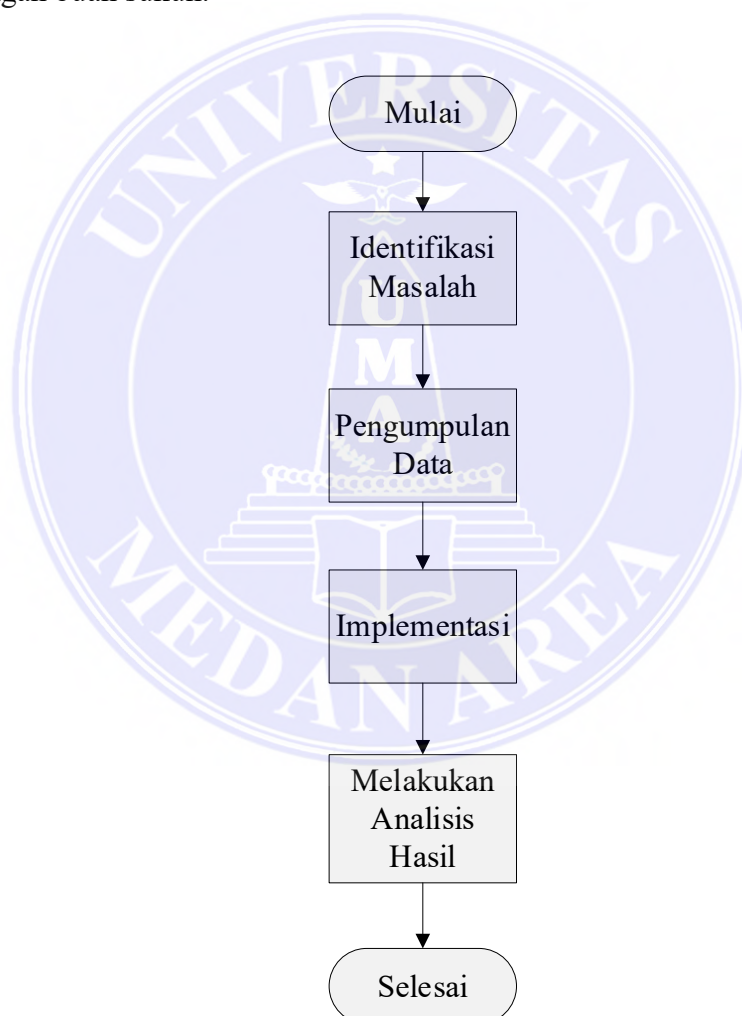 Mulai
Identifikasi
Masalah
Pengumpulan
Data
Implementasi
Melakukan
Analisis
Hasil
Selesai
UNIVERSITAS
MEDAN AREA
U
M
A